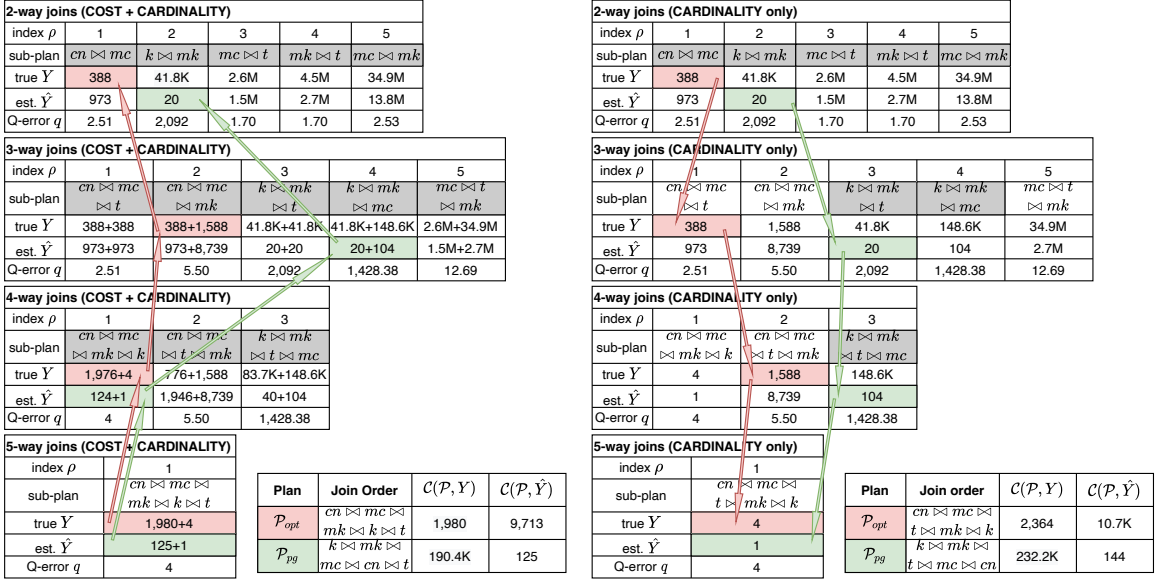 2-way joins (COST + CARDINALITY)
index ρ 1 2 3 4 5
sub-plan cn ⋈ mc k ⋈ mk mc ⋈ t mk ⋈ t mc ⋈ mk
true Y 388 41.8K 2.6M 4.5M 34.9M
est. Ŷ 973 20 1.5M 2.7M 13.8M
Q-error q 2.51 2,092 1.70 1.70 2.53
3-way joins (COST + CARDINALITY)
index ρ 1 2 3 4 5
cn ⋈ mc cn ⋈ mc k ⋈ mk k ⋈ mk mc ⋈ t
sub-plan
⋈ t ⋈ mk ⋈ t ⋈ mc ⋈ mk
true Y 388+388 388+1,588 41.8K+41.8K 41.8K+148.6K 2.6M+34.9M
est. Ŷ 973+973 973+8,739 20+20 20+104 1.5M+2.7M
Q-error q 2.51 5.50 2,092 1,428.38 12.69
4-way joins (COST + CARDINALITY)
index ρ 1 2 3
cn ⋈ mc cn ⋈ mc k ⋈ mk
sub-plan
⋈ mk ⋈ k ⋈ t ⋈ mk ⋈ t ⋈ mc
true Y 1,976+4 776+1,588 83.7K+148.6K
est. Ŷ 124+1 1,946+8,739 40+104
Q-error q 4 5.50 1,428.38
5-way joins (COST + CARDINALITY)
index ρ 1
cn ⋈ mc ⋈
sub-plan
mk ⋈ k ⋈ t
true Y 1,980+4
est. Ŷ 125+1
Q-error q 4
Plan Join Order C(P, Y) C(P, Ŷ)
cn ⋈ mc ⋈
P_opt 1,980 9,713
mk ⋈ k ⋈ t
k ⋈ mk ⋈
P_pg 190.4K 125
mc ⋈ cn ⋈ t
2-way joins (CARDINALITY only)
index ρ 1 2 3 4 5
sub-plan cn ⋈ mc k ⋈ mk mc ⋈ t mk ⋈ t mc ⋈ mk
true Y 388 41.8K 2.6M 4.5M 34.9M
est. Ŷ 973 20 1.5M 2.7M 13.8M
Q-error q 2.51 2,092 1.70 1.70 2.53
3-way joins (CARDINALITY only)
index ρ 1 2 3 4 5
cn ⋈ mc cn ⋈ mc k ⋈ mk k ⋈ mk mc ⋈ t
sub-plan
⋈ t ⋈ mk ⋈ t ⋈ mc ⋈ mk
true Y 388 1,588 41.8K 148.6K 34.9M
est. Ŷ 973 8,739 20 104 2.7M
Q-error q 2.51 5.50 2,092 1,428.38 12.69
4-way joins (CARDINALITY only)
index ρ 1 2 3
cn ⋈ mc cn ⋈ mc k ⋈ mk
sub-plan
⋈ mk ⋈ k ⋈ t ⋈ mk ⋈ t ⋈ mc
true Y 4 1,588 148.6K
est. Ŷ 1 8,739 104
Q-error q 4 5.50 1,428.38
5-way joins (CARDINALITY only)
index ρ 1
cn ⋈ mc ⋈
sub-plan
t ⋈ mk ⋈ k
true Y 4
est. Ŷ 1
Q-error q 4
Plan Join Order C(P, Y) C(P, Ŷ)
cn ⋈ mc ⋈
P_opt 2,364 10.7K
t ⋈ mk ⋈ k
k ⋈ mk ⋈
P_pg 232.2K 144
t ⋈ mc ⋈ cn